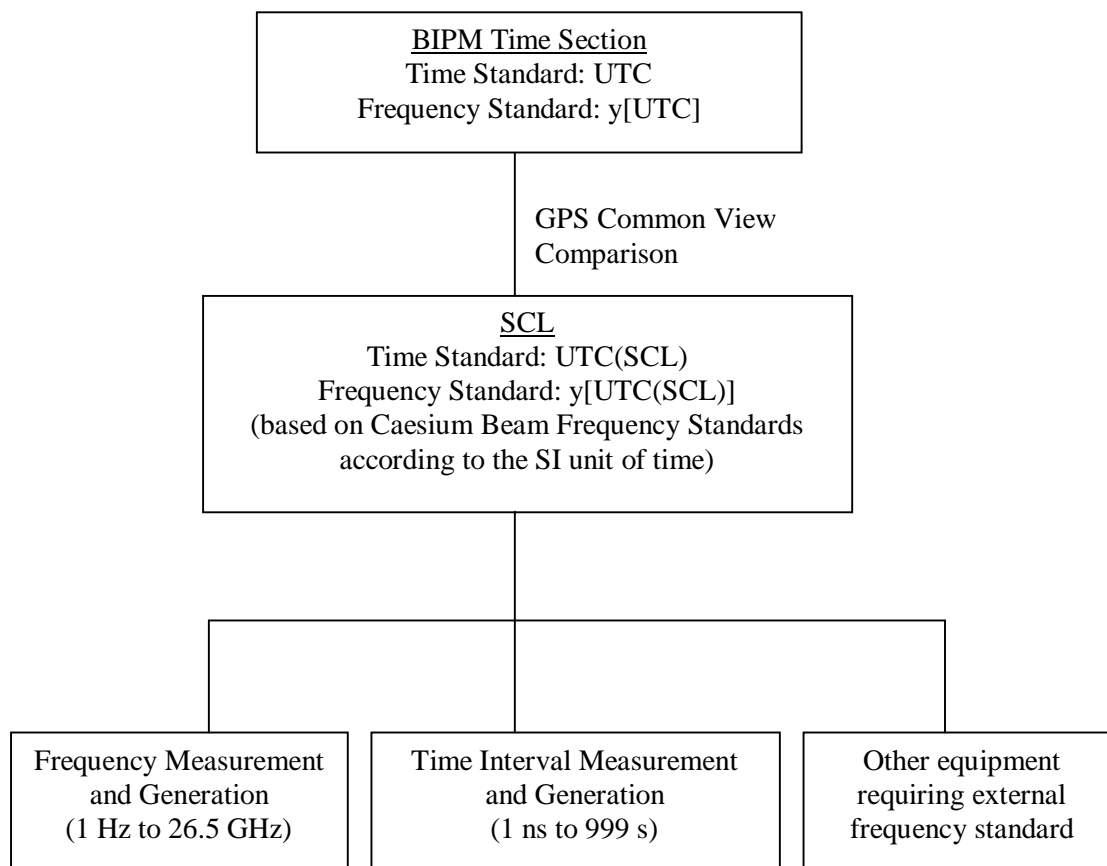 BIPM Time Section
Time Standard: UTC
Frequency Standard: y[UTC]
GPS Common View
Comparison
SCL
Time Standard: UTC(SCL)
Frequency Standard: y[UTC(SCL)]
(based on Caesium Beam Frequency Standards
according to the SI unit of time)
Frequency Measurement
and Generation
(1 Hz to 26.5 GHz)
Time Interval Measurement
and Generation
(1 ns to 999 s)
Other equipment
requiring external
frequency standard